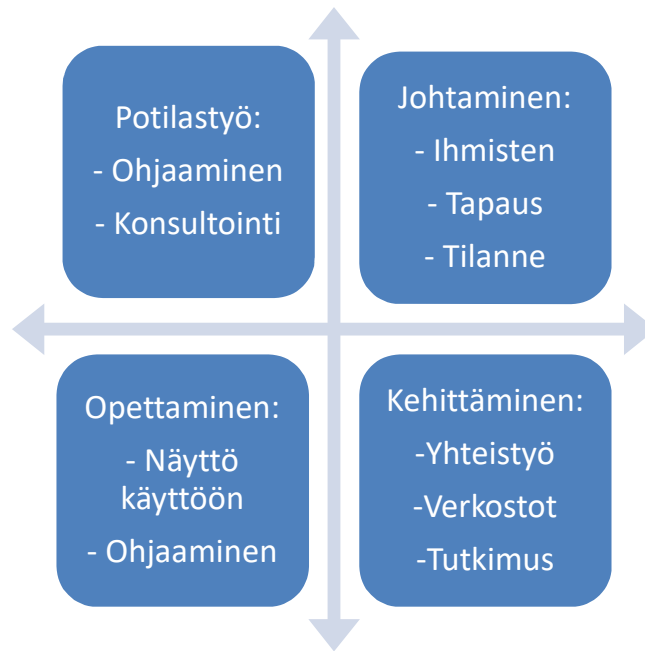 Potilastyö:
- Ohjaaminen
- Konsultointi
Johtaminen:
- Ihmisten
- Tapaus
- Tilanne
Opettaminen:
- Näyttö
käyttöön
- Ohjaaminen
Kehittäminen:
-Yhteistyö
-Verkostot
-Tutkimus